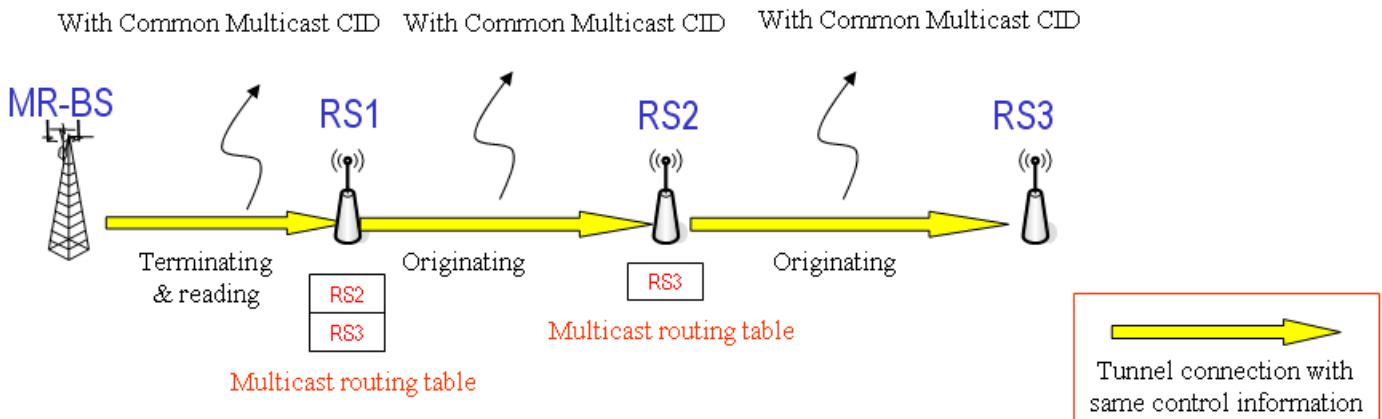 With Common Multicast CID
With Common Multicast CID
With Common Multicast CID
MR-BS
RS1
RS2
RS3
Terminating
& reading
Originating
Originating
RS2
RS3
RS3
Multicast routing table
Multicast routing table
Tunnel connection with
same control information